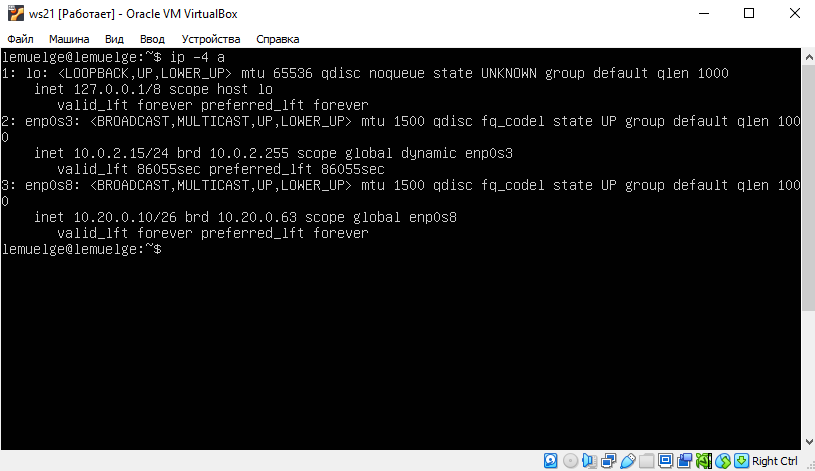 ws21 [Работает] - Oracle VM VirtualBox
Файл Машина Вид Ввод Устройства Справка
lemuelge@lemuelge:~$ ip -4 a
1: lo: <LOOPBACK,UP,LOWER_UP> mtu 65536 qdisc noqueue state UNKNOWN group default qlen 1000
    inet 127.0.0.1/8 scope host lo
       valid_lft forever preferred_lft forever
2: enp0s3: <BROADCAST,MULTICAST,UP,LOWER_UP> mtu 1500 qdisc fq_codel state UP group default qlen 100
0
    inet 10.0.2.15/24 brd 10.0.2.255 scope global dynamic enp0s3
       valid_lft 86055sec preferred_lft 86055sec
3: enp0s8: <BROADCAST,MULTICAST,UP,LOWER_UP> mtu 1500 qdisc fq_codel state UP group default qlen 100
0
    inet 10.20.0.10/26 brd 10.20.0.63 scope global enp0s8
       valid_lft forever preferred_lft forever
lemuelge@lemuelge:~$
Right Ctrl